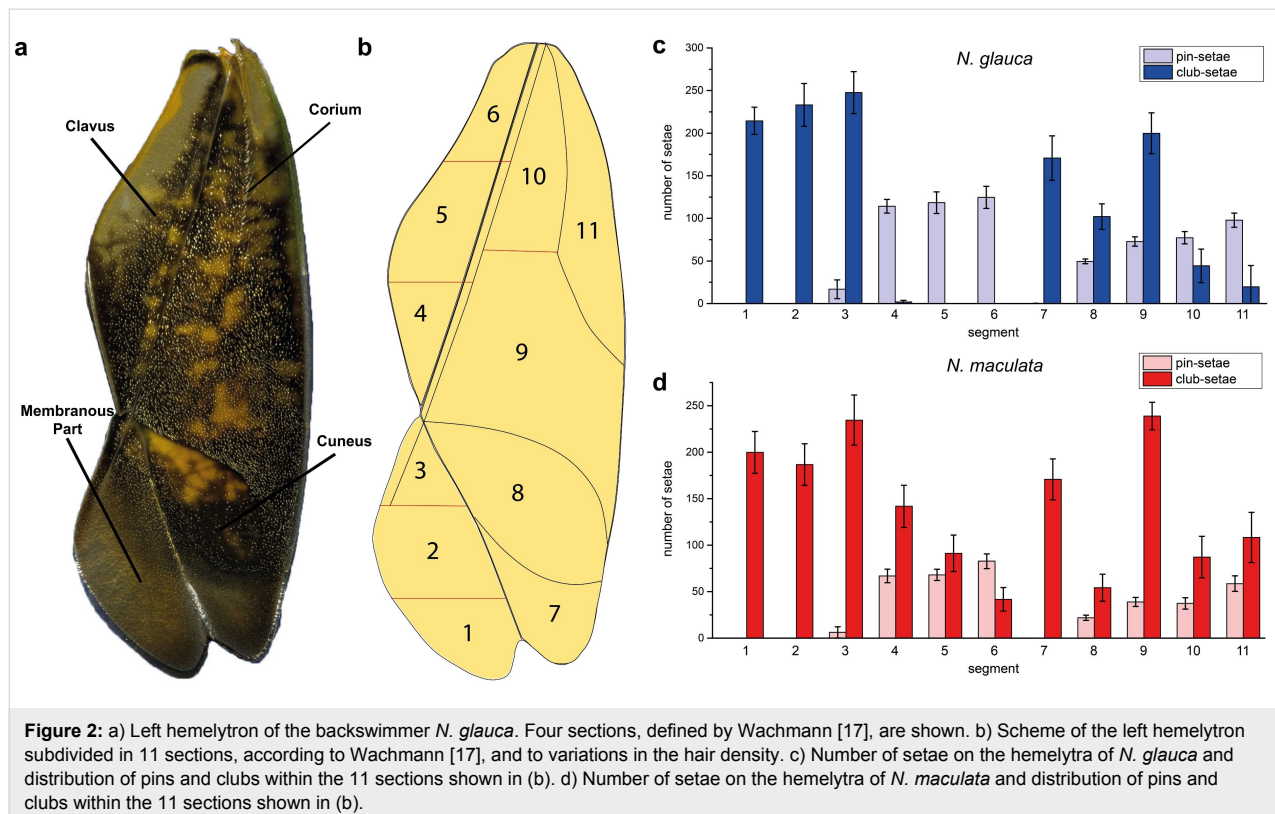 a
Clavus
Corium
Membranous
Part
Cuneus
b
6
10
5
11
4
9
3
8
2
7
1
c
N. glauca
pin-setae
club-setae
number of setae
300
250
200
150
100
50
0
1 2 3 4 5 6 7 8 9 10 11
segment
d
N. maculata
pin-setae
club-setae
number of setae
250
200
150
100
50
0
1 2 3 4 5 6 7 8 9 10 11
segment
Figure 2: a) Left hemelytron of the backswimmer N. glauca. Four sections, defined by Wachmann [17], are shown. b) Scheme of the left hemelytron
subdivided in 11 sections, according to Wachmann [17], and to variations in the hair density. c) Number of setae on the hemelytra of N. glauca and
distribution of pins and clubs within the 11 sections shown in (b). d) Number of setae on the hemelytra of N. maculata and distribution of pins and
clubs within the 11 sections shown in (b).